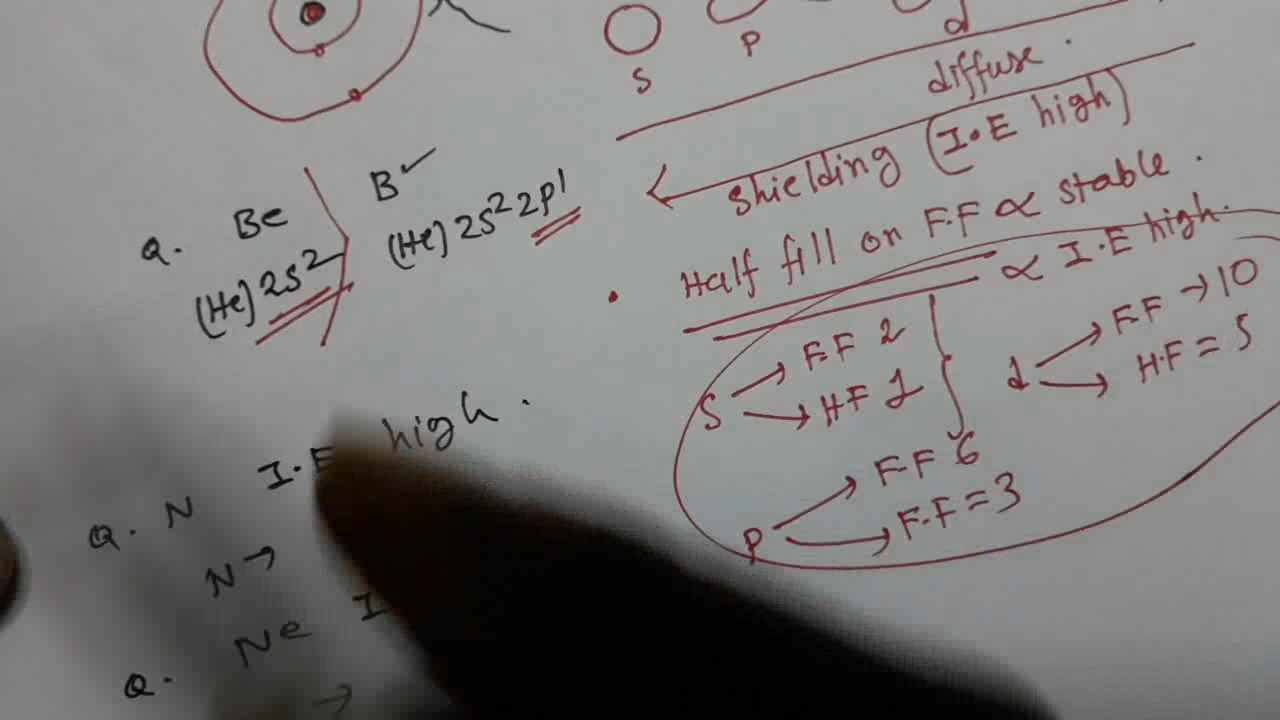 S P d
diffuse.
Shielding (I.E high)
Q. Be B✓
(He) 2S² (He) 2S² 2P¹
• Half fill on F.F ∝ stable.
∝ I.E high.
S → F.F 2
→ HF 1
d → F.F → 10
→ H.F = 5
P → F.F 6
→ F.F = 3
Q. N I.E high.
N →
Q. Ne I
→